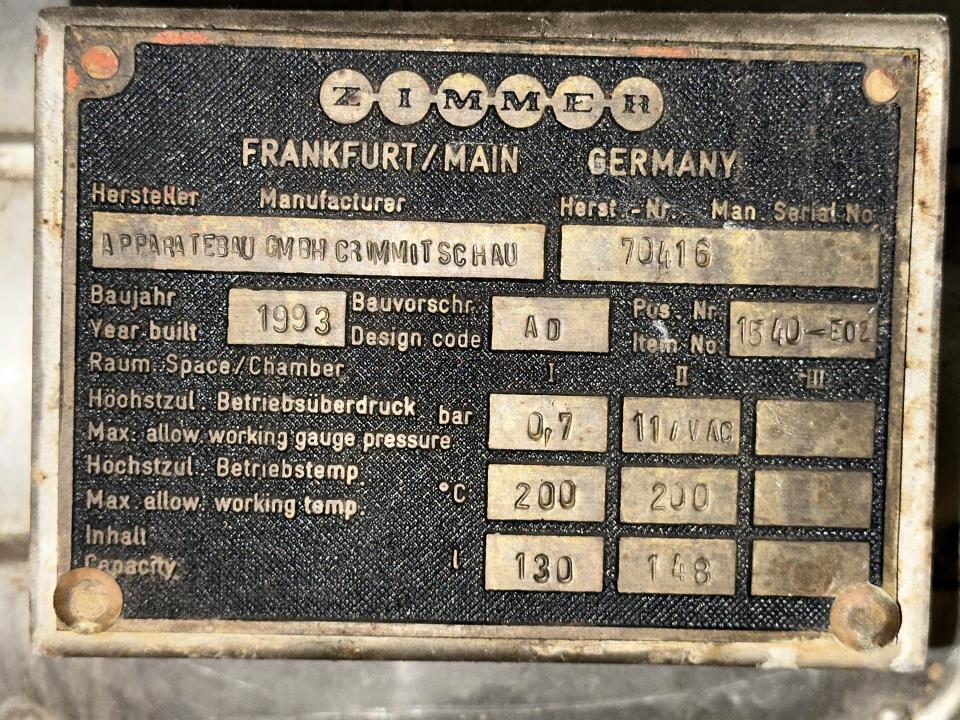 ZIMMER
FRANKFURT/MAIN GERMANY
Hersteller Manufacturer Herst.-Nr. Man. Serial No
APPARATEBAU GMBH CRIMMITSCHAU 70416
Baujahr 1993 Bauvorschr. AD Pos. Nr. 1540-E02
Year built Design code Item No
Raum Space/Chamber I II III
Höchstzul. Betriebsüberdruck bar 0,7 11/VAC
Max. allow. working gauge pressure
Höchstzul. Betriebstemp °C 200 200
Max. allow. working temp.
Inhalt l 130 148
Capacity